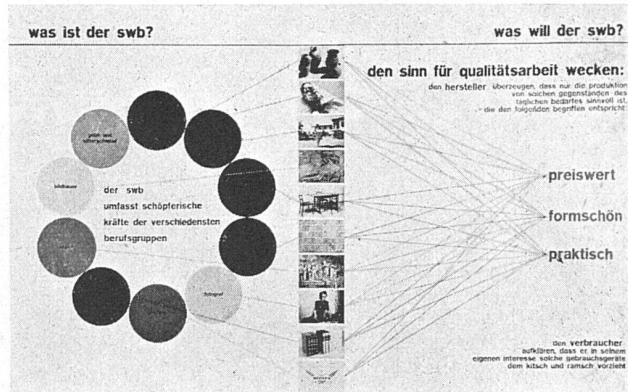 was ist der swb?
was will der swb?
den sinn für qualitätsarbeit wecken:
den hersteller überzeugen, dass nur die produktion
von solchen gegenständen des
täglichen bedarfes sinnvoll ist,
die den folgenden begriffen entspricht:
gold- und
silberschmied
bildhauer
der swb
umfasst schöpferische
kräfte der verschiedensten
berufsgruppen
fotograf
preiswert
formschön
praktisch
den verbraucher
aufklären, dass er in seinem
eigenen interesse solche gebrauchsgeräte
dem kitsch und ramsch vorzieht